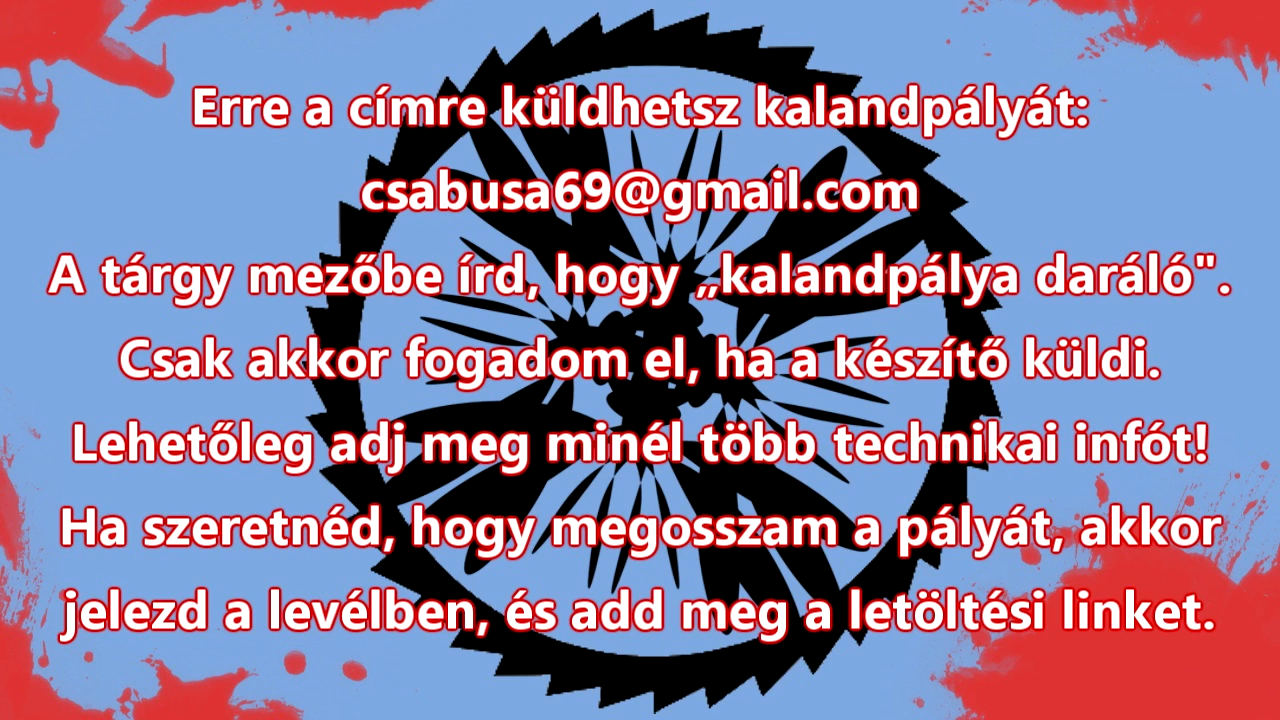 Erre a címre küldhetsz kalandpályát:
csabusa69@gmail.com
A tárgy mezőbe írd, hogy „kalandpálya daráló".
Csak akkor fogadom el, ha a készítő küldi.
Lehetőleg adj meg minél több technikai infót!
Ha szeretnéd, hogy megosszam a pályát, akkor
jelezd a levélben, és add meg a letöltési linket.